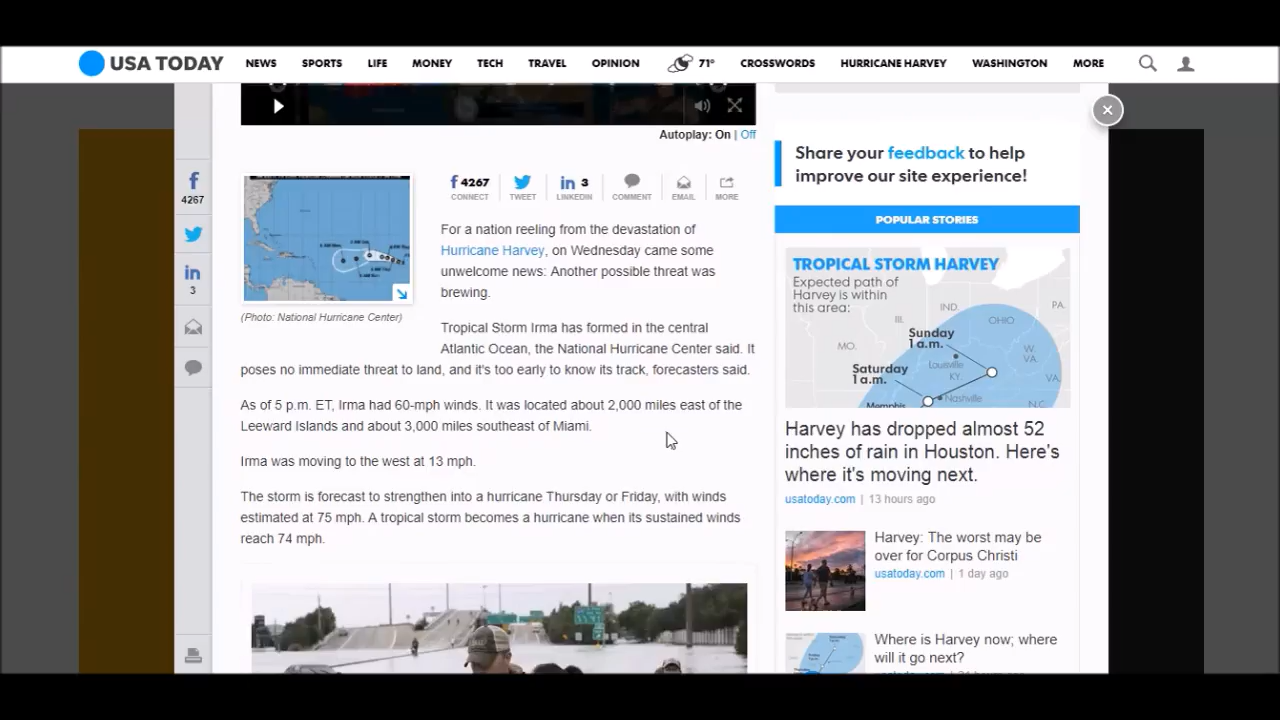 USA TODAY NEWS SPORTS LIFE MONEY TECH TRAVEL OPINION 71° CROSSWORDS HURRICANE HARVEY WASHINGTON MORE
Autoplay: On | Off
4267
in
3
4267
CONNECT
TWEET
in 3
LINKEDIN
COMMENT
EMAIL
MORE
(Photo: National Hurricane Center)
For a nation reeling from the devastation of
Hurricane Harvey, on Wednesday came some
unwelcome news: Another possible threat was
brewing.
Tropical Storm Irma has formed in the central
Atlantic Ocean, the National Hurricane Center said. It
poses no immediate threat to land, and it's too early to know its track, forecasters said.
As of 5 p.m. ET, Irma had 60-mph winds. It was located about 2,000 miles east of the
Leeward Islands and about 3,000 miles southeast of Miami.
Irma was moving to the west at 13 mph.
The storm is forecast to strengthen into a hurricane Thursday or Friday, with winds
estimated at 75 mph. A tropical storm becomes a hurricane when its sustained winds
reach 74 mph.
Share your feedback to help
improve our site experience!
POPULAR STORIES
TROPICAL STORM HARVEY
Expected path of
Harvey is within
this area:
IND.
OHIO
PA.
ILL.
MO.
W.
VA.
VA.
Sunday
1 a.m.
Louisville
KY
Saturday
1 a.m.
Nashville
Memphis
N.C.
Harvey has dropped almost 52
inches of rain in Houston. Here's
where it's moving next.
usatoday.com | 13 hours ago
Harvey: The worst may be
over for Corpus Christi
usatoday.com | 1 day ago
Where is Harvey now; where
will it go next?